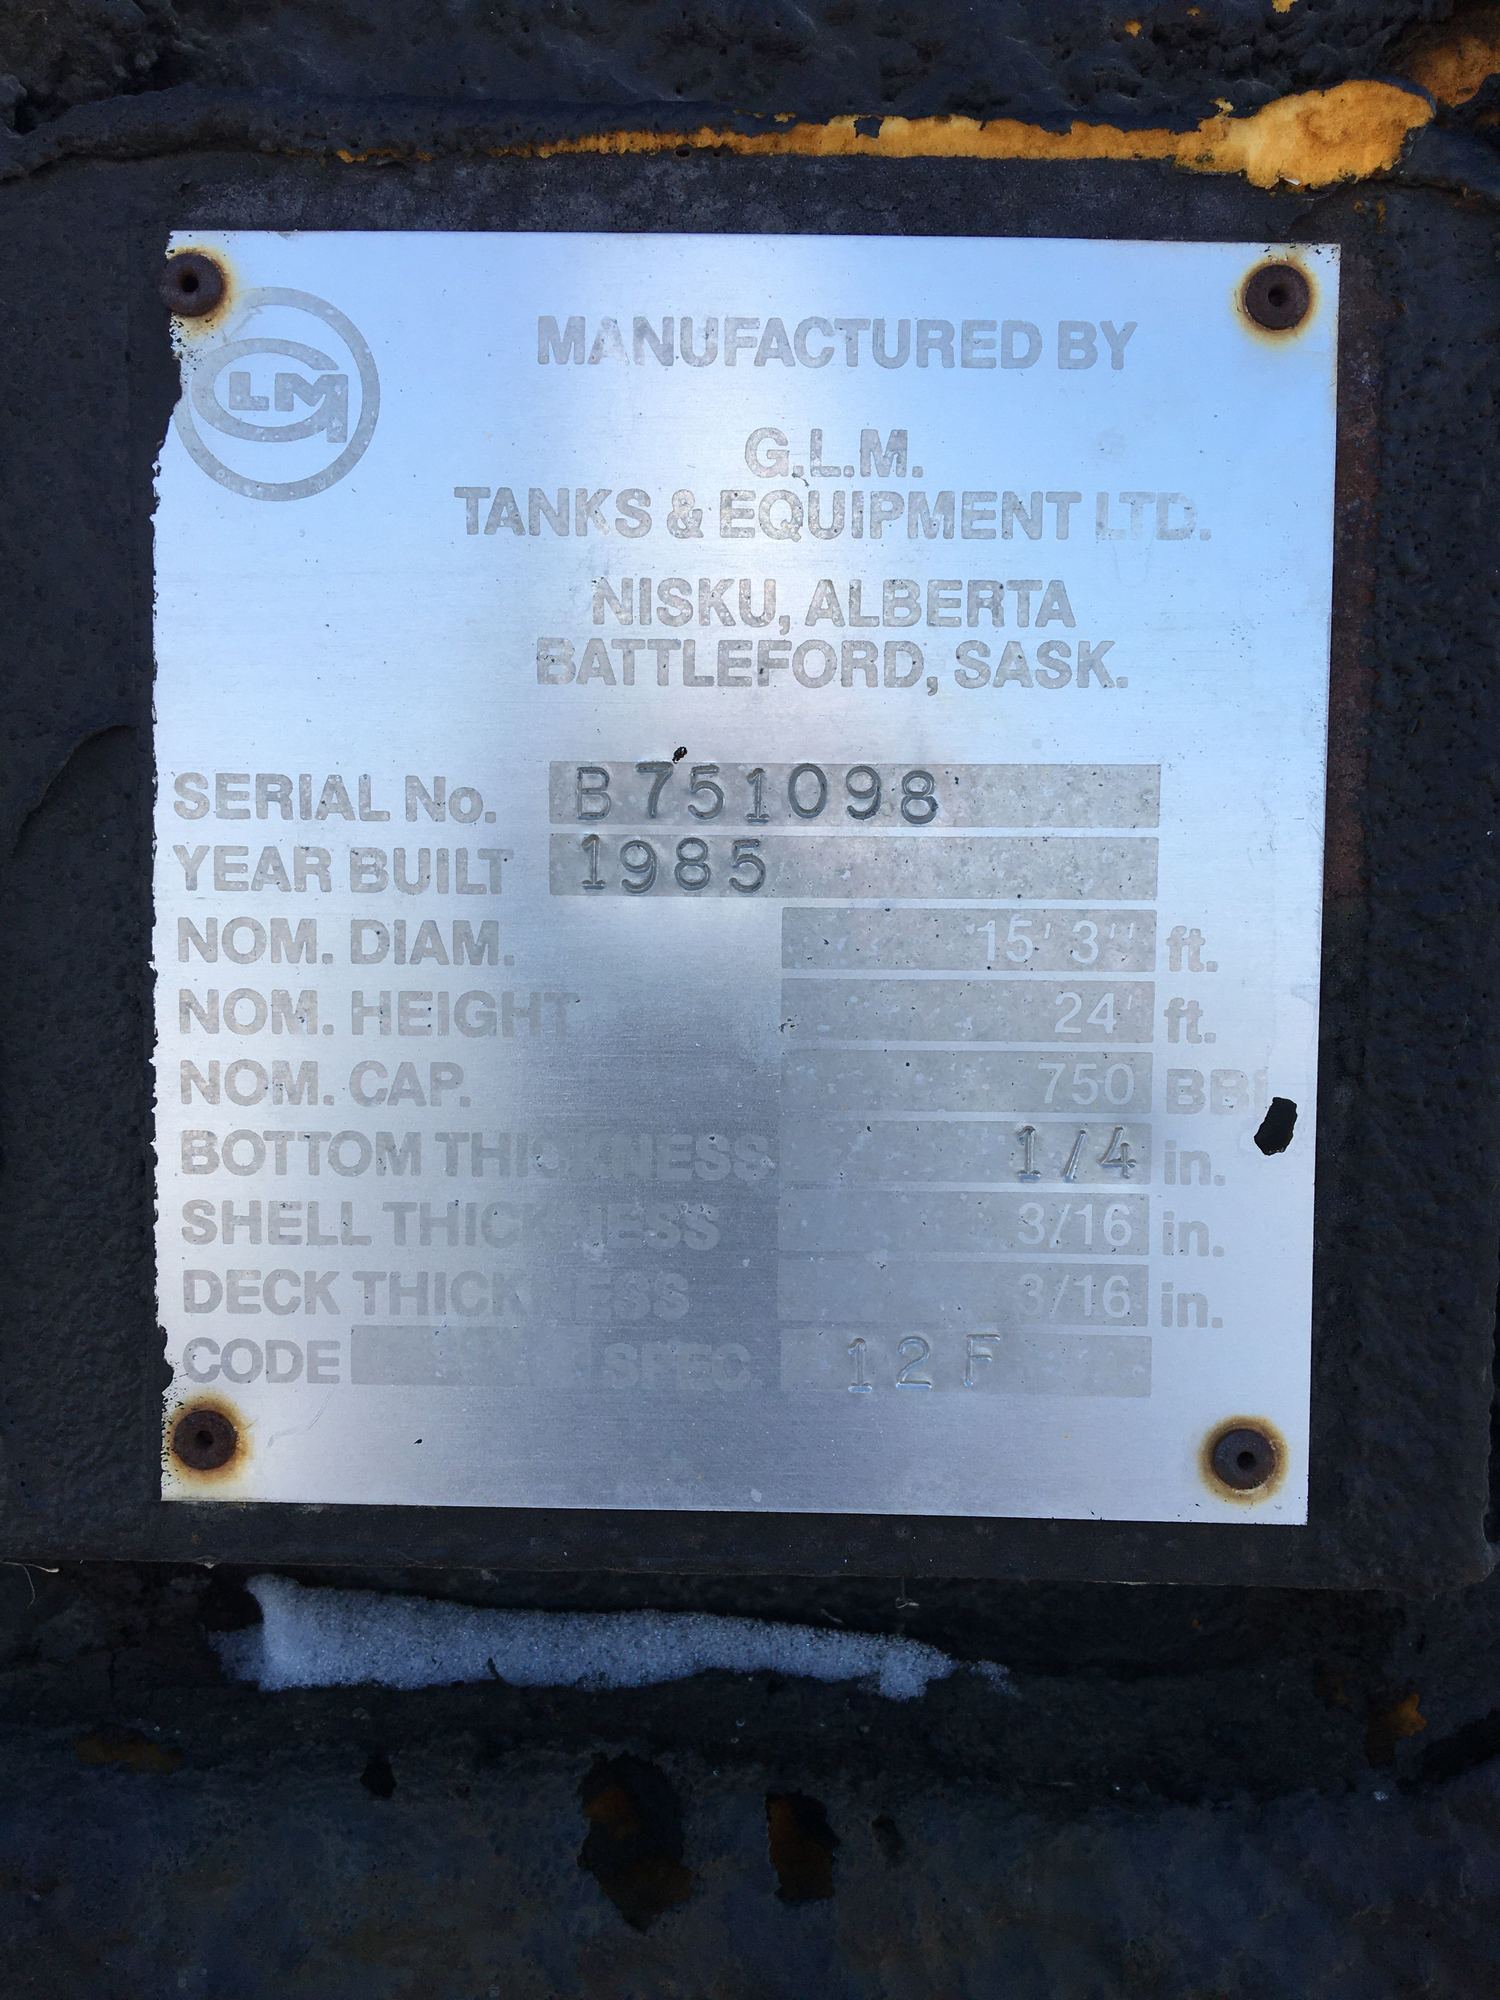 GLM
MANUFACTURED BY
G.L.M.
TANKS & EQUIPMENT LTD.
NISKU, ALBERTA
BATTLEFORD, SASK.
SERIAL No. B751098
YEAR BUILT 1985
NOM. DIAM. 15' 3'' ft.
NOM. HEIGHT 24' ft.
NOM. CAP. 750 BBL
BOTTOM THICKNESS 1/4 in.
SHELL THICKNESS 3/16 in.
DECK THICKNESS 3/16 in.
CODE SPEC 12F